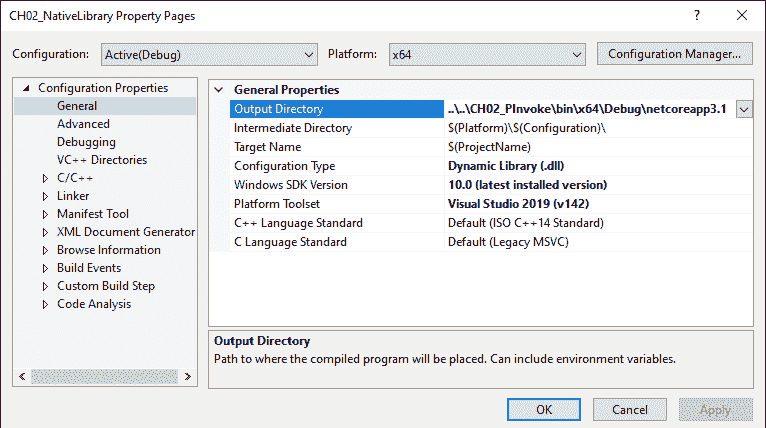 CH02_NativeLibrary Property Pages
Configuration: Active(Debug) Platform: x64 Configuration Manager...
Configuration Properties
General
Advanced
Debugging
VC++ Directories
C/C++
Linker
Manifest Tool
XML Document Generator
Browse Information
Build Events
Custom Build Step
Code Analysis
General Properties
Output Directory ..\..\CH02_PInvoke\bin\x64\Debug\netcoreapp3.1
Intermediate Directory $(Platform)\$(Configuration)\
Target Name $(ProjectName)
Configuration Type Dynamic Library (.dll)
Windows SDK Version 10.0 (latest installed version)
Platform Toolset Visual Studio 2019 (v142)
C++ Language Standard Default (ISO C++14 Standard)
C Language Standard Default (Legacy MSVC)
Output Directory
Path to where the compiled program will be placed. Can include environment variables.
OK Cancel Apply